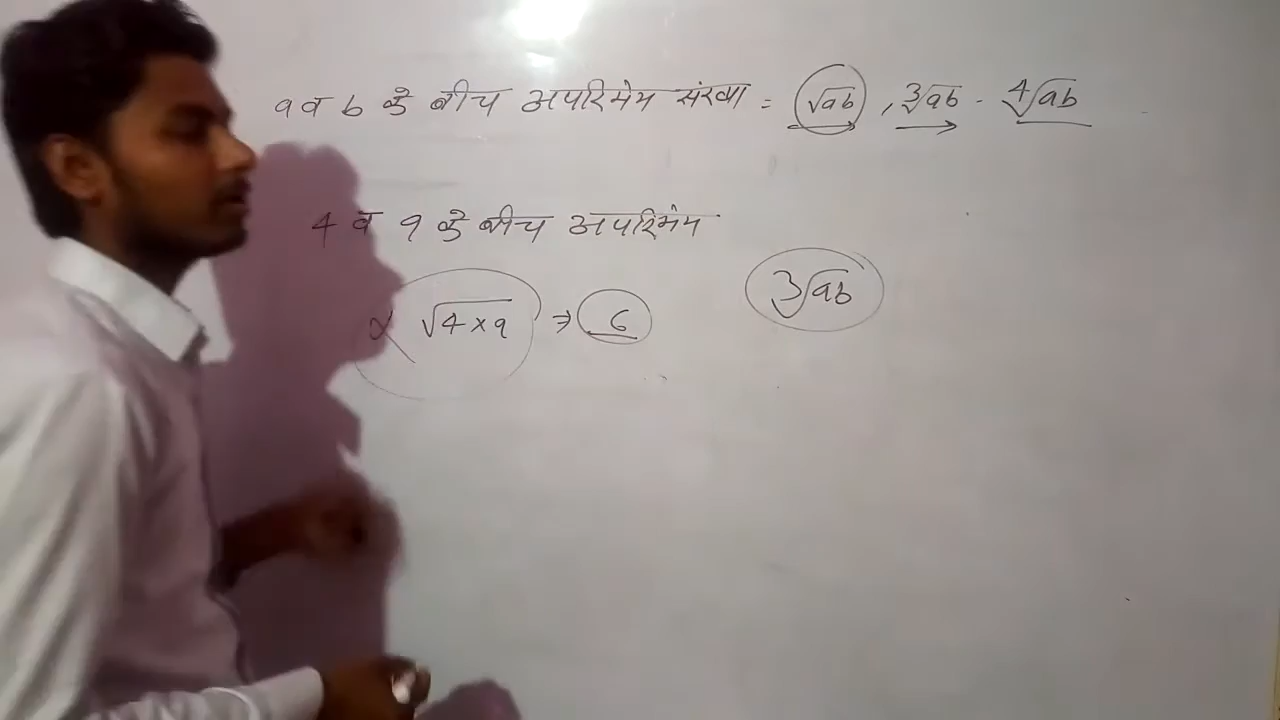 a व b के बीच अपरिमेय संख्या = √ab , ∛ab - ∜ab
4 व 9 के बीच अपरिमेय
∛ab
× √4×9 ⇒ 6